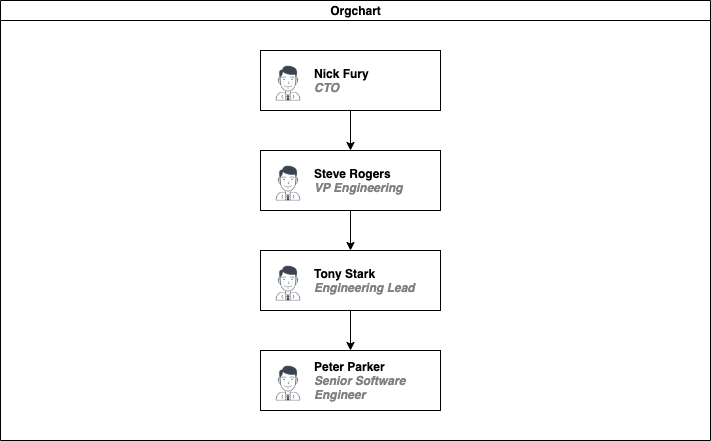 Orgchart
Nick Fury
CTO
Steve Rogers
VP Engineering
Tony Stark
Engineering Lead
Peter Parker
Senior Software
Engineer